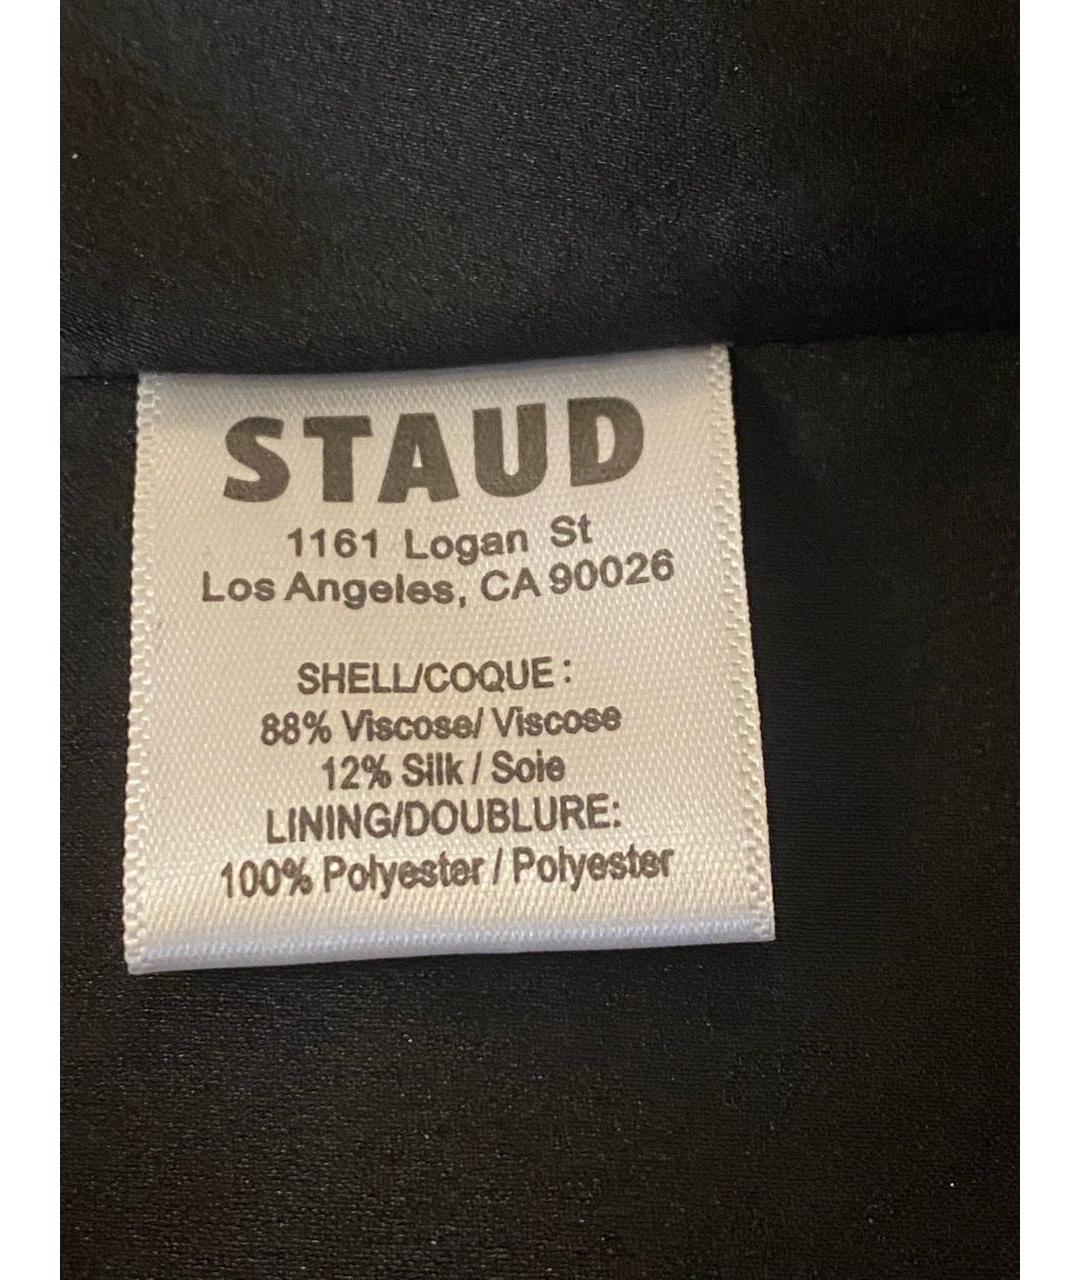 STAUD
1161 Logan St
Los Angeles, CA 90026
SHELL/COQUE:
88% Viscose/ Viscose
12% Silk / Soie
LINING/DOUBLURE:
100% Polyester / Polyester